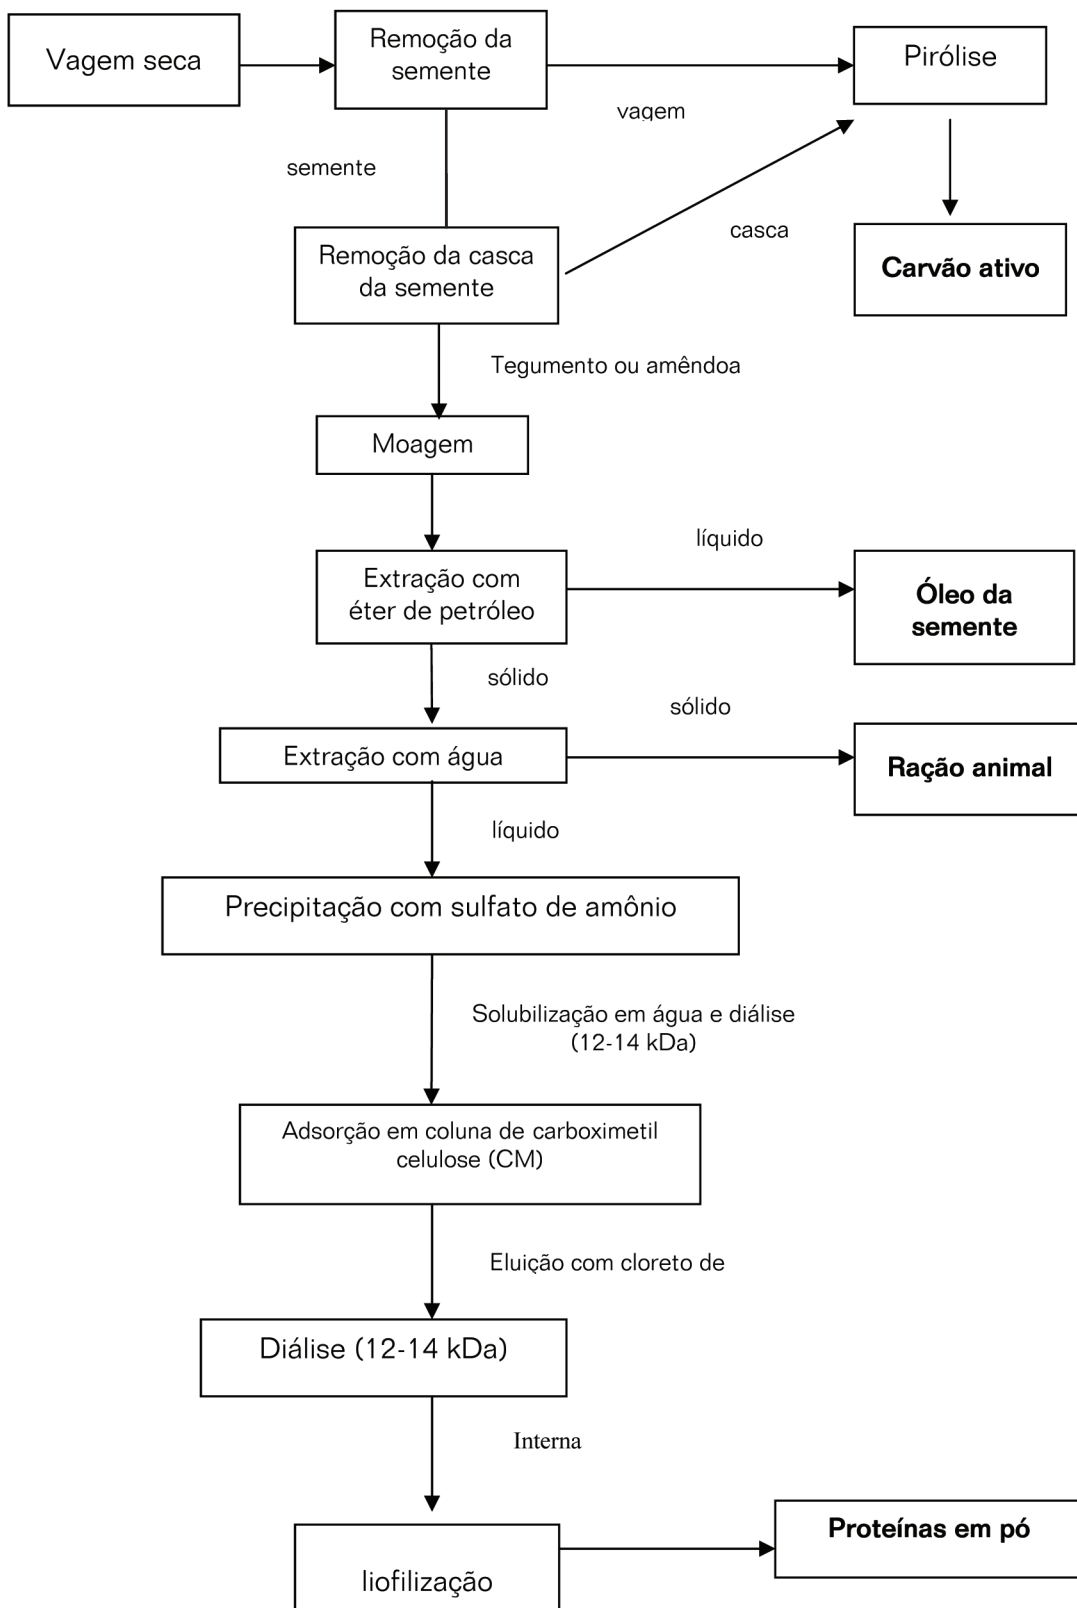 Vagem seca
Remoção da
semente
Pirólise
vagem
semente
casca
Remoção da casca
da semente
Carvão ativo
Tegumento ou amêndoa
Moagem
líquido
Extração com
éter de petróleo
Óleo da
semente
sólido
sólido
Extração com água
Ração animal
líquido
Precipitação com sulfato de amônio
Solubilização em água e diálise
(12-14 kDa)
Adsorção em coluna de carboximetil
celulose (CM)
Eluição com cloreto de
Diálise (12-14 kDa)
Interna
Proteínas em pó
liofilização